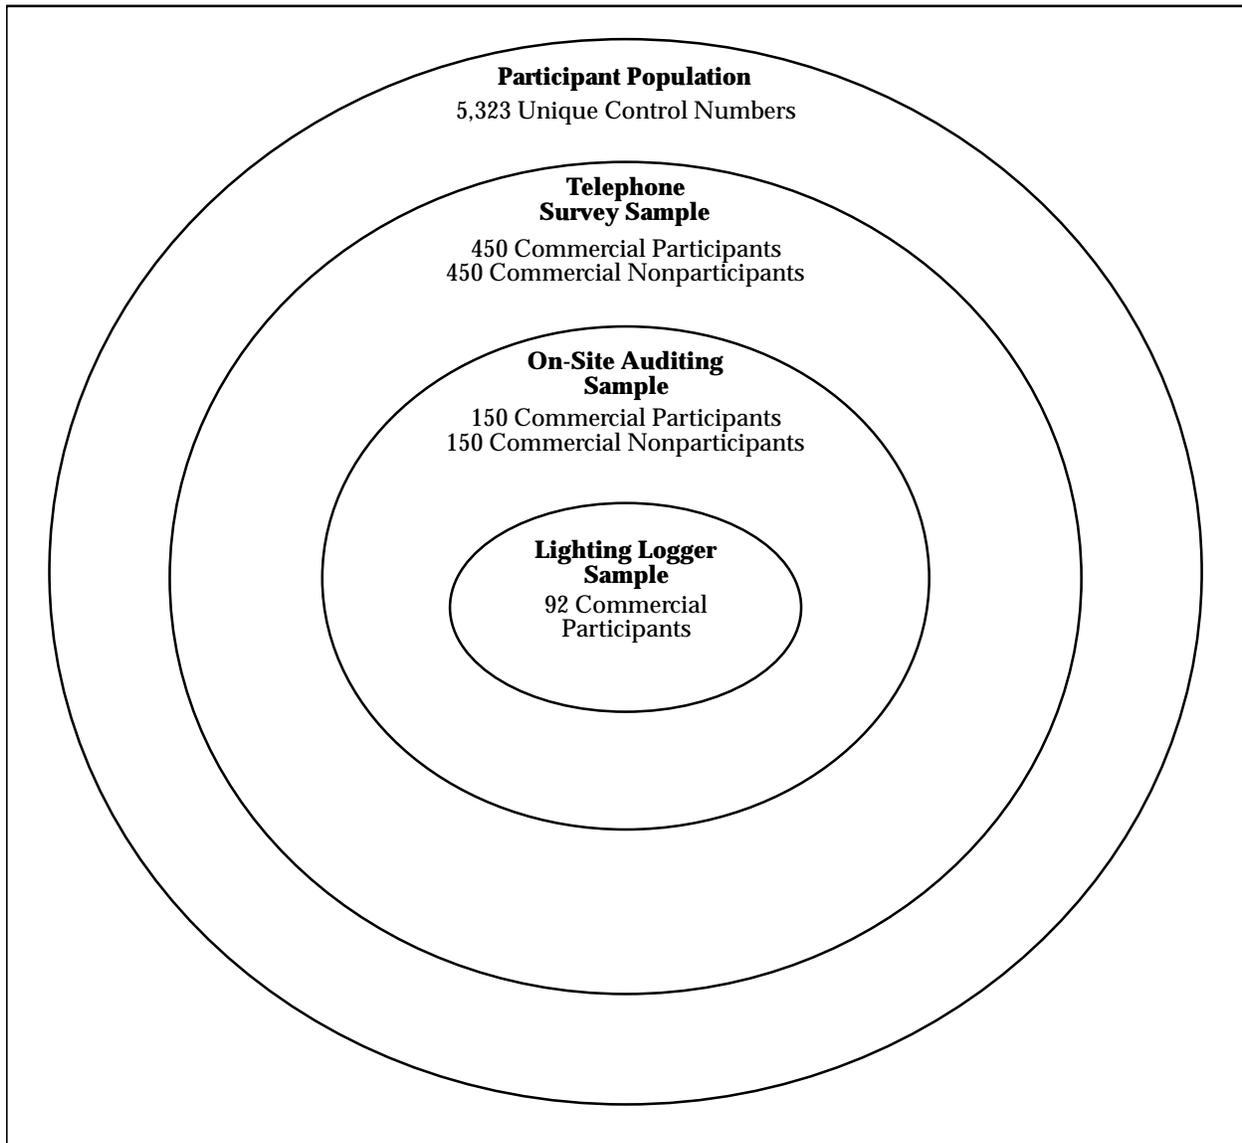 Participant Population
5,323 Unique Control Numbers
Telephone
Survey Sample
450 Commercial Participants
450 Commercial Nonparticipants
On-Site Auditing
Sample
150 Commercial Participants
150 Commercial Nonparticipants
Lighting Logger
Sample
92 Commercial
Participants